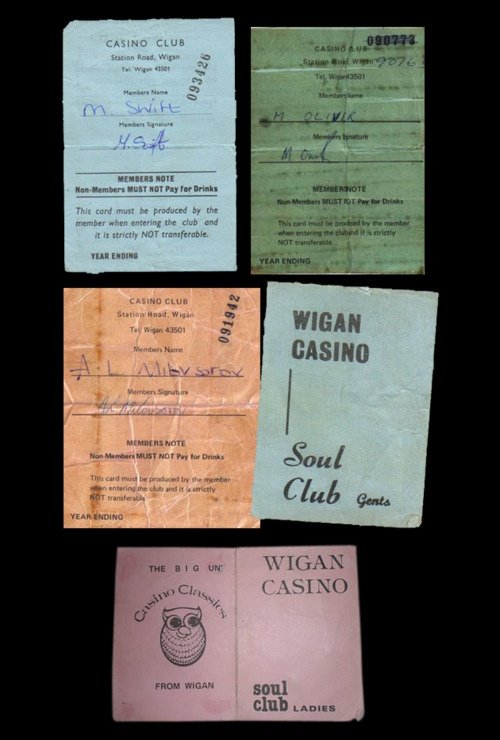 CASINO CLUB
Station Road, Wigan
Tel. Wigan 43501
093426
Members Name
M. Swift
Members Signature
M. Swift
MEMBERS NOTE
Non-Members MUST NOT Pay for Drinks
This card must be produced by the
member when entering the club and
it is strictly NOT transferable.
YEAR ENDING
090773
CASINO CLUB
Station Road, Wigan
Tel. Wigan 43501
Members Name
M OLIVER
Members Signature
M
MEMBERS NOTE
Non-Members MUST NOT Pay for Drinks
This card must be produced by the member
when entering the club and it is strictly
NOT transferable.
YEAR ENDING
CASINO CLUB
Station Road, Wigan
Tel. Wigan 43501
091942
Members Name
A. L
Members Signature
MEMBERS NOTE
Non-Members MUST NOT Pay for Drinks
This card must be produced by the member
when entering the club and it is strictly
NOT transferable
YEAR ENDING
WIGAN
CASINO
Soul
Club Gents
THE BIG UN'
Casino Classics
FROM WIGAN
WIGAN
CASINO
soul
club LADIES